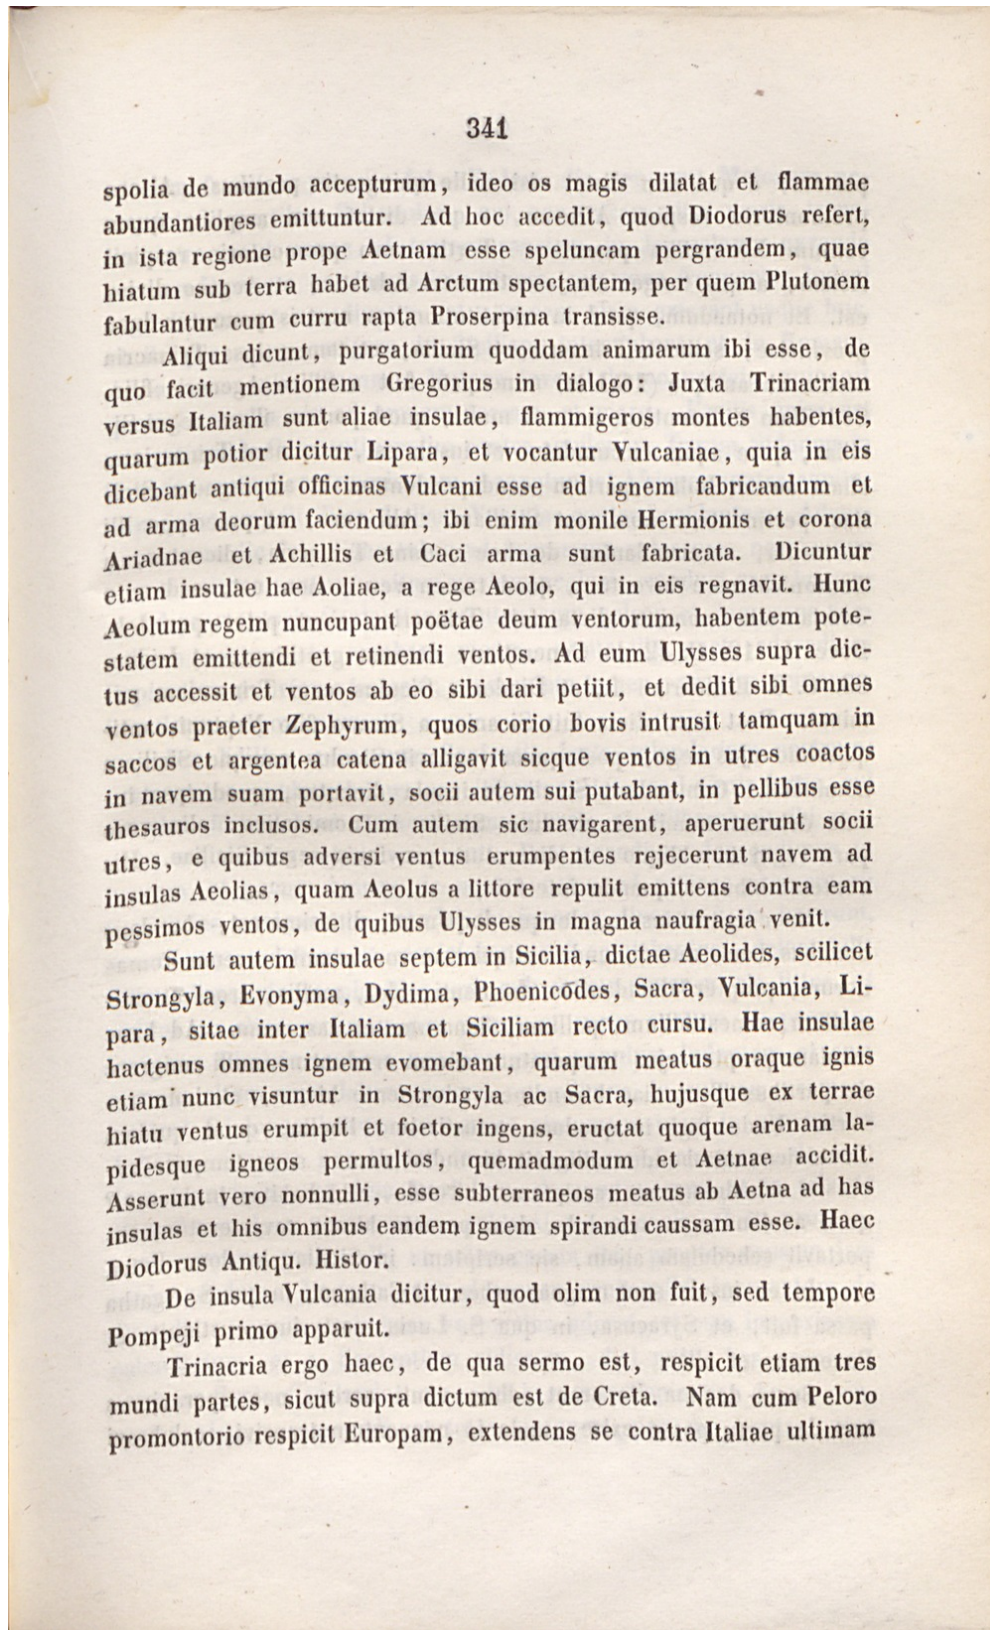 341
spolia de mundo accepturum, ideo os magis dilatat et flammae
abundantiores emittuntur. Ad hoc accedit, quod Diodorus refert,
in ista regione prope Aetnam esse speluncam pergrandem, quae
hiatum sub terra habet ad Arctum spectantem, per quem Plutonem
fabulantur cum curru rapta Proserpina transisse.
Aliqui dicunt, purgatorium quoddam animarum ibi esse, de
quo facit mentionem Gregorius in dialogo: Juxta Trinacriam
versus Italiam sunt aliae insulae, flammigeros montes habentes,
quarum potior dicitur Lipara, et vocantur Vulcaniae, quia in eis
dicebant antiqui officinas Vulcani esse ad ignem fabricandum et
ad arma deorum faciendum; ibi enim monile Hermionis et corona
Ariadnae et Achillis et Caci arma sunt fabricata. Dicuntur
etiam insulae hae Aoliae, a rege Aeolo, qui in eis regnavit. Hunc
Aeolum regem nuncupant poëtae deum ventorum, habentem pote-
statem emittendi et retinendi ventos. Ad eum Ulysses supra dic-
tus accessit et ventos ab eo sibi dari petiit, et dedit sibi omnes
ventos praeter Zephyrum, quos corio bovis intrusit tamquam in
saccos et argentea catena alligavit sicque ventos in utres coactos
in navem suam portavit, socii autem sui putabant, in pellibus esse
thesauros inclusos. Cum autem sic navigarent, aperuerunt socii
utres, e quibus adversi ventus erumpentes rejecerunt navem ad
insulas Aeolias, quam Aeolus a littore repulit emittens contra eam
pessimos ventos, de quibus Ulysses in magna naufragia venit.
Sunt autem insulae septem in Sicilia, dictae Aeolides, scilicet
Strongyla, Evonyma, Dydima, Phoenicodes, Sacra, Vulcania, Li-
para, sitae inter Italiam et Siciliam recto cursu. Hae insulae
hactenus omnes ignem evomebant, quarum meatus oraque ignis
etiam nunc visuntur in Strongyla ac Sacra, hujusque ex terrae
hiatu ventus erumpit et foetor ingens, eructat quoque arenam la-
pidesque igneos permultos, quemadmodum et Aetnae accidit.
Asserunt vero nonnulli, esse subterraneos meatus ab Aetna ad has
insulas et his omnibus eandem ignem spirandi caussam esse. Haec
Diodorus Antiqu. Histor.
De insula Vulcania dicitur, quod olim non fuit, sed tempore
Pompeji primo apparuit.
Trinacria ergo haec, de qua sermo est, respicit etiam tres
mundi partes, sicut supra dictum est de Creta. Nam cum Peloro
promontorio respicit Europam, extendens se contra Italiae ultimam